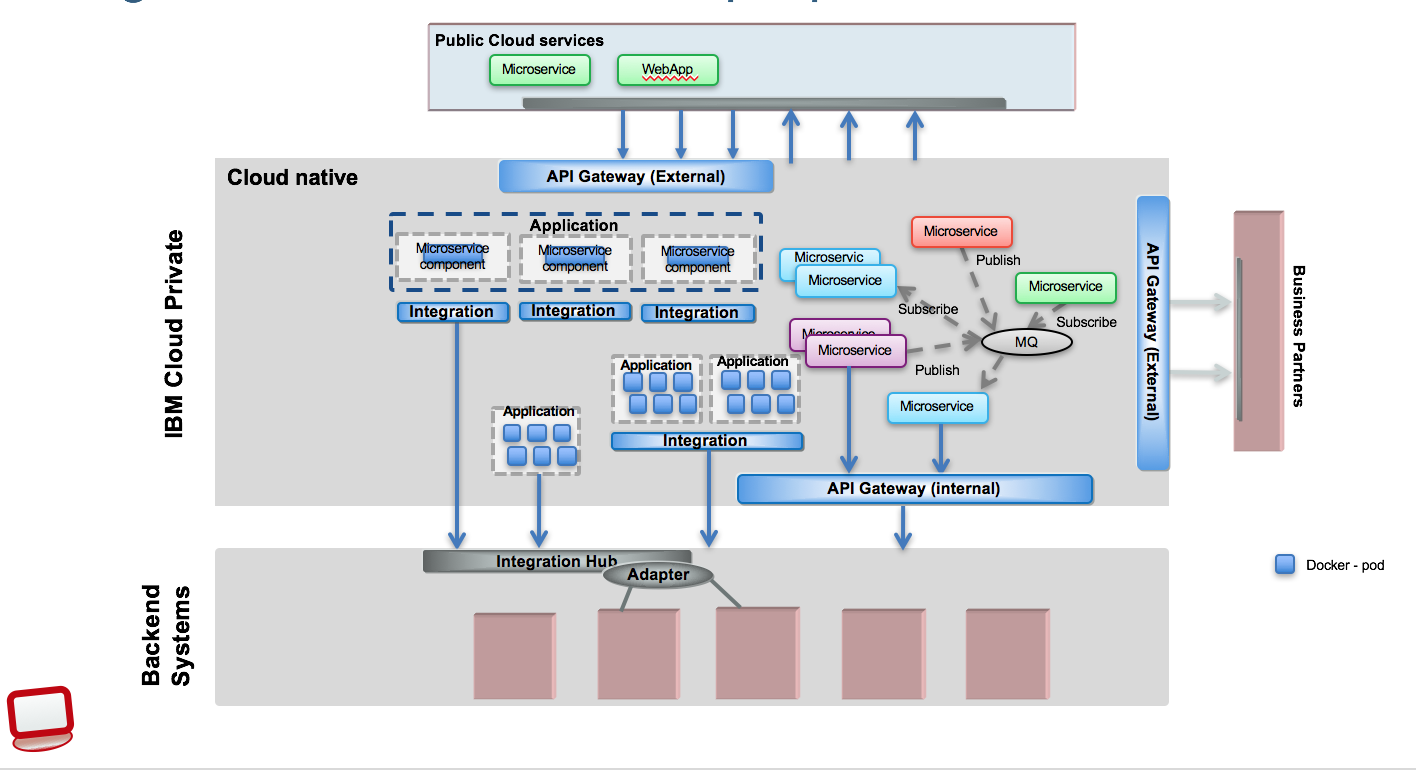 Public Cloud services
Microservice
WebApp
Cloud native
API Gateway (External)
IBM Cloud Private
Application
Microservice
component
Microservice
component
Microservice
component
Integration
Integration
Integration
Microservic
Microservice
Microservice
Publish
Microservice
Subscribe
Subscribe
MQ
Microservice
Microservice
Publish
Microservice
Application
Application
Application
Integration
API Gateway (internal)
API Gateway (External)
Business Partners
Backend
Systems
Integration Hub
Adapter
Docker - pod